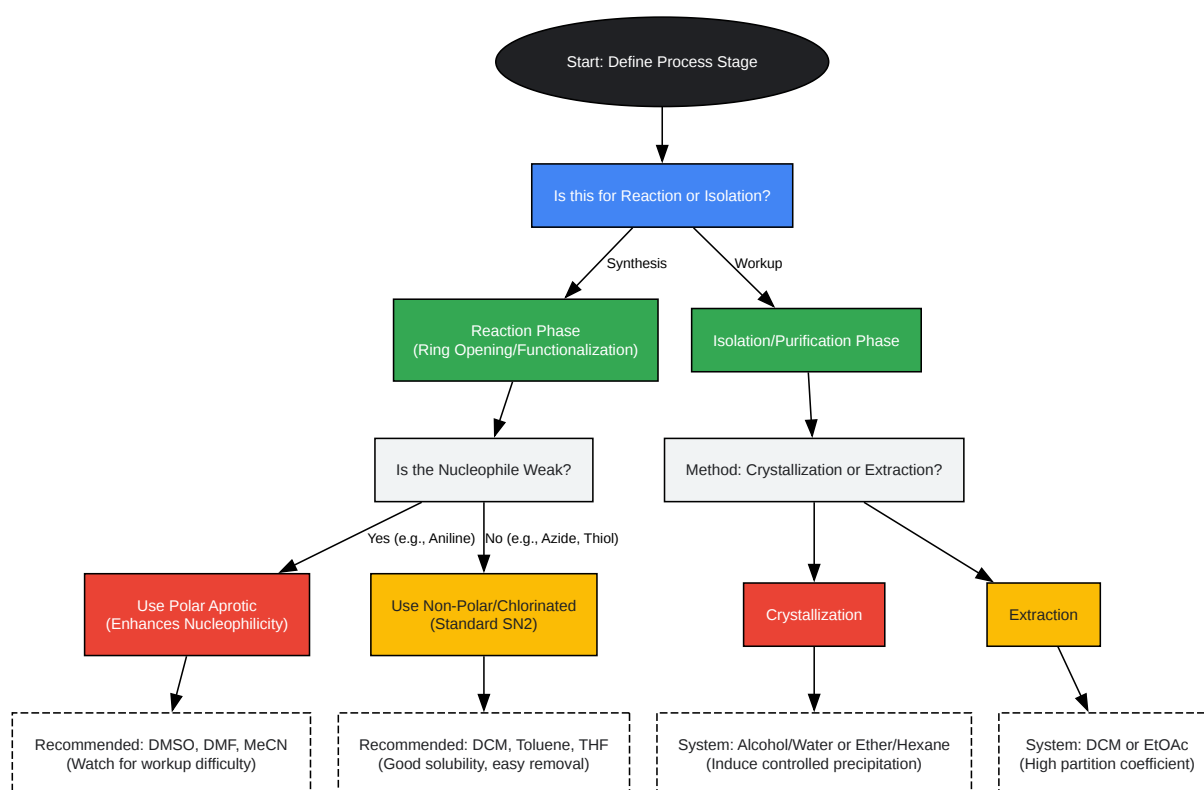 Start: Define Process Stage
Is this for Reaction or Isolation?
Synthesis
Workup
Reaction Phase
(Ring Opening/Functionalization)
Isolation/Purification Phase
Is the Nucleophile Weak?
Method: Crystallization or Extraction?
Yes (e.g., Aniline)
No (e.g., Azide, Thiol)
Use Polar Aprotic
(Enhances Nucleophilicity)
Use Non-Polar/Chlorinated
(Standard SN2)
Crystallization
Extraction
Recommended: DMSO, DMF, MeCN
(Watch for workup difficulty)
Recommended: DCM, Toluene, THF
(Good solubility, easy removal)
System: Alcohol/Water or Ether/Hexane
(Induce controlled precipitation)
System: DCM or EtOAc
(High partition coefficient)